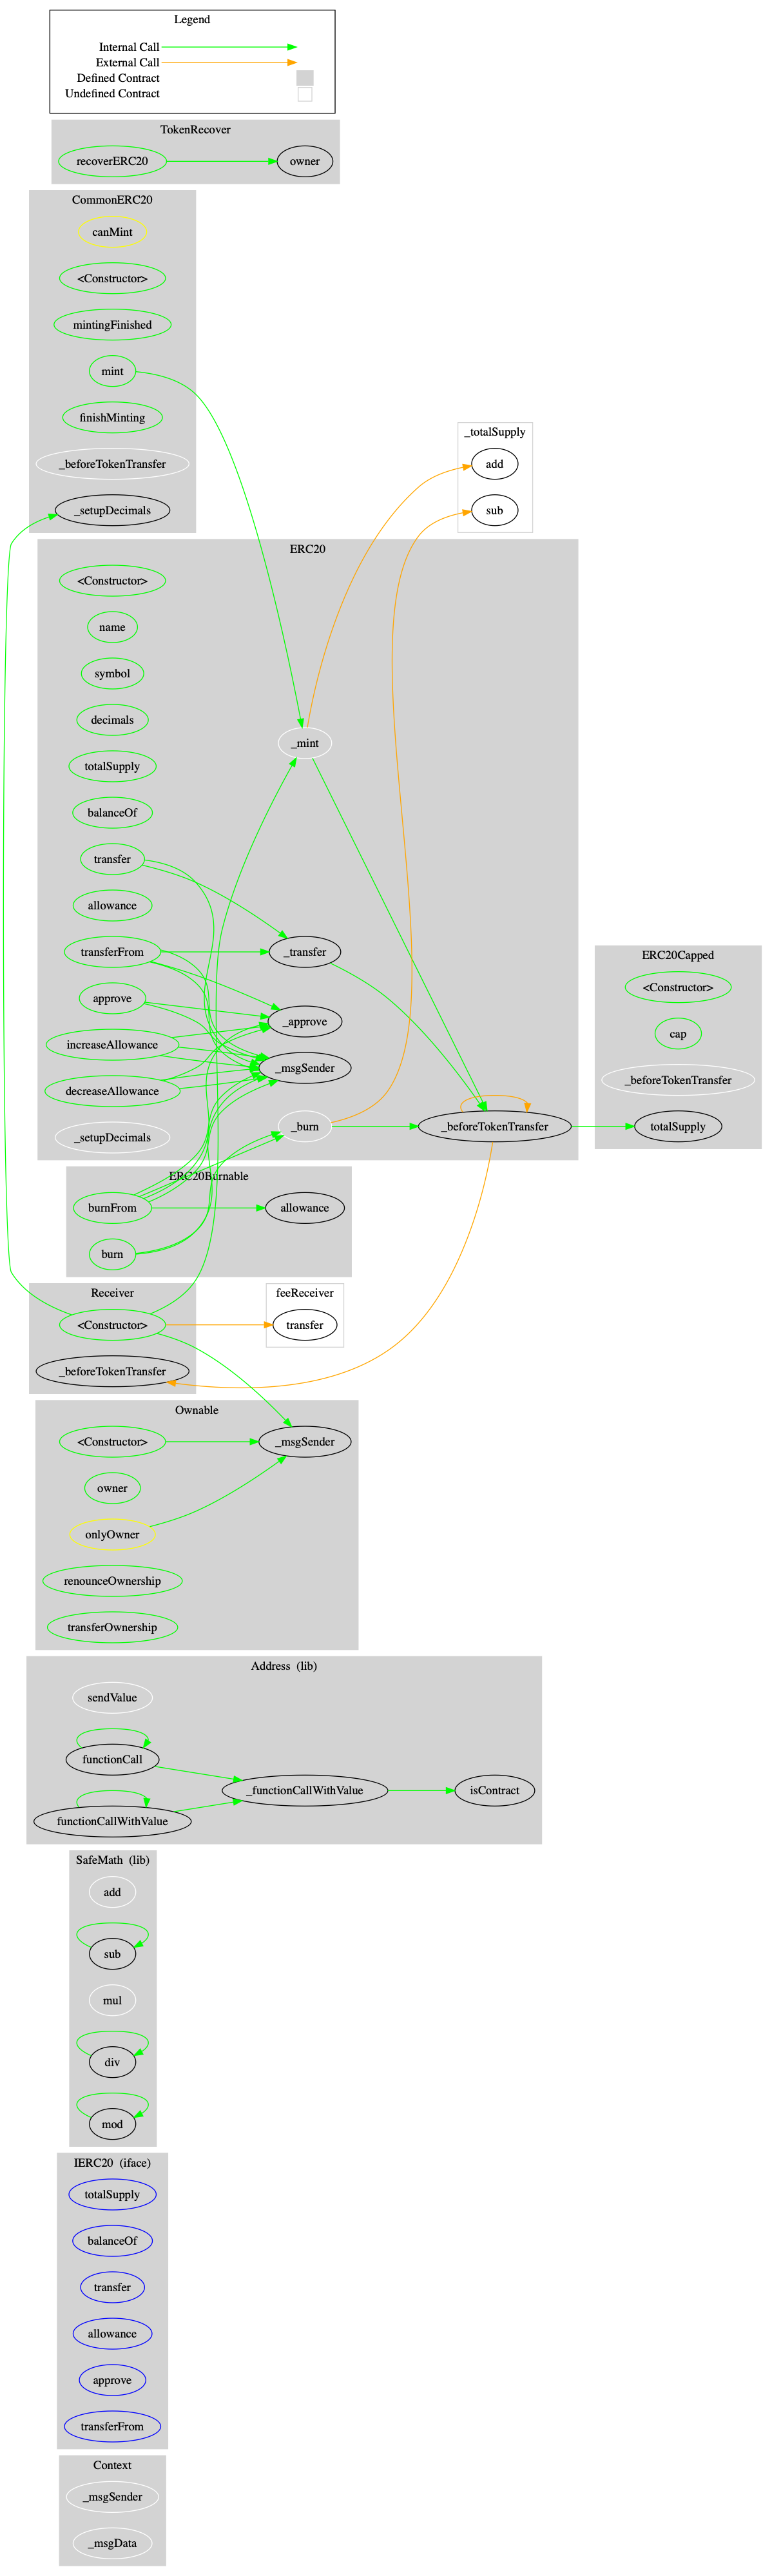 Legend
Internal Call
External Call
Defined Contract
Undefined Contract
TokenRecover
recoverERC20
owner
CommonERC20
canMint
<Constructor>
mintingFinished
mint
finishMinting
_beforeTokenTransfer
_setupDecimals
_totalSupply
add
sub
ERC20
<Constructor>
name
symbol
decimals
totalSupply
balanceOf
transfer
allowance
transferFrom
approve
increaseAllowance
decreaseAllowance
_setupDecimals
_mint
_transfer
_approve
_msgSender
_burn
_beforeTokenTransfer
ERC20Capped
<Constructor>
cap
_beforeTokenTransfer
totalSupply
ERC20Burnable
burnFrom
allowance
burn
Receiver
<Constructor>
_beforeTokenTransfer
feeReceiver
transfer
Ownable
<Constructor>
_msgSender
owner
onlyOwner
renounceOwnership
transferOwnership
Address (lib)
sendValue
functionCall
functionCallWithValue
_functionCallWithValue
isContract
SafeMath (lib)
add
sub
mul
div
mod
IERC20 (iface)
totalSupply
balanceOf
transfer
allowance
approve
transferFrom
Context
_msgSender
_msgData